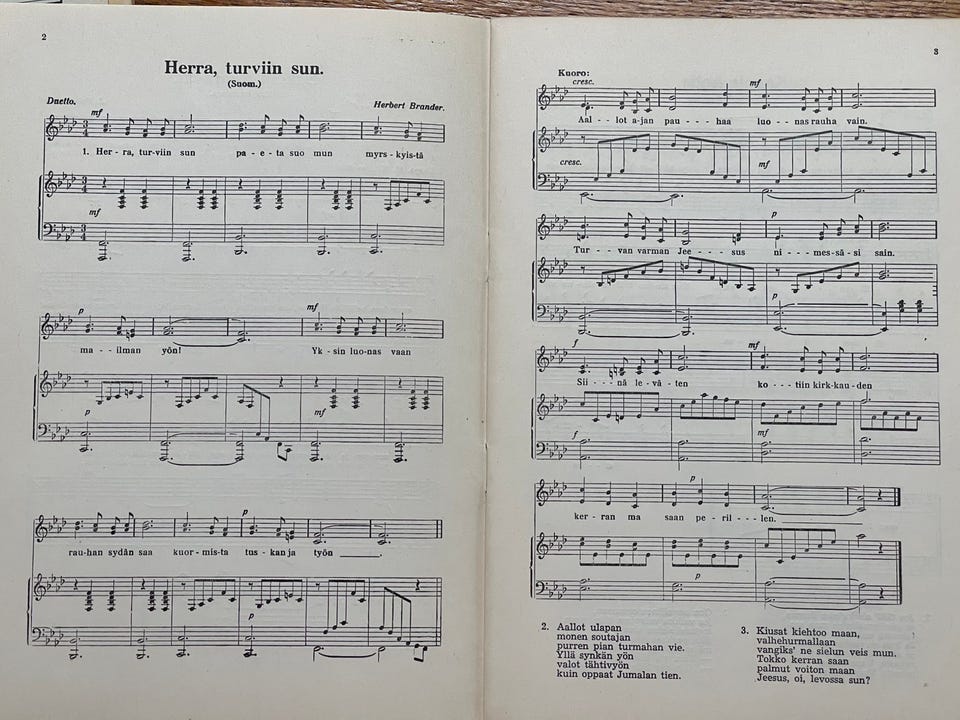 2
Herra, turviin sun.
(Suom.)
Duetto.
Herbert Brander.
mf
1. Her - ra, tur-viin sun pa - e - ta suo mun myrs - kyis-tä
mf
p
mf
ma - - ilman yön! Yk - sin luo-nas vaan
p
mf
p
rau-han sydän saa kuor-mis-ta tus-kan ja työn
p
3
Kuoro:
cresc.
mf
Aal - - lot ajan pau - - - haa luo - nas rauha vain.
cresc.
mf
p
Tur - - van varman Jee - - - sus ni - - - mes-sä-si sain.
p
f
mf
Sii - - - nä le-vä-ten ko - - - tiin kirk-kau-den
f
mf
p
ker - ran ma saan pe-ril - - - len.
p
2. Aallot ulapan
monen soutajan
purren pian turmahan vie.
Yllä synkän yön
valot tähtivyön
kuin oppaat Jumalan tien.
3. Kiusat kiehtoo maan,
valhehurmallaan
vangiks' ne sielun veis mun.
Tokko kerran saan
palmut voiton maan
Jeesus, oi, levossa sun?